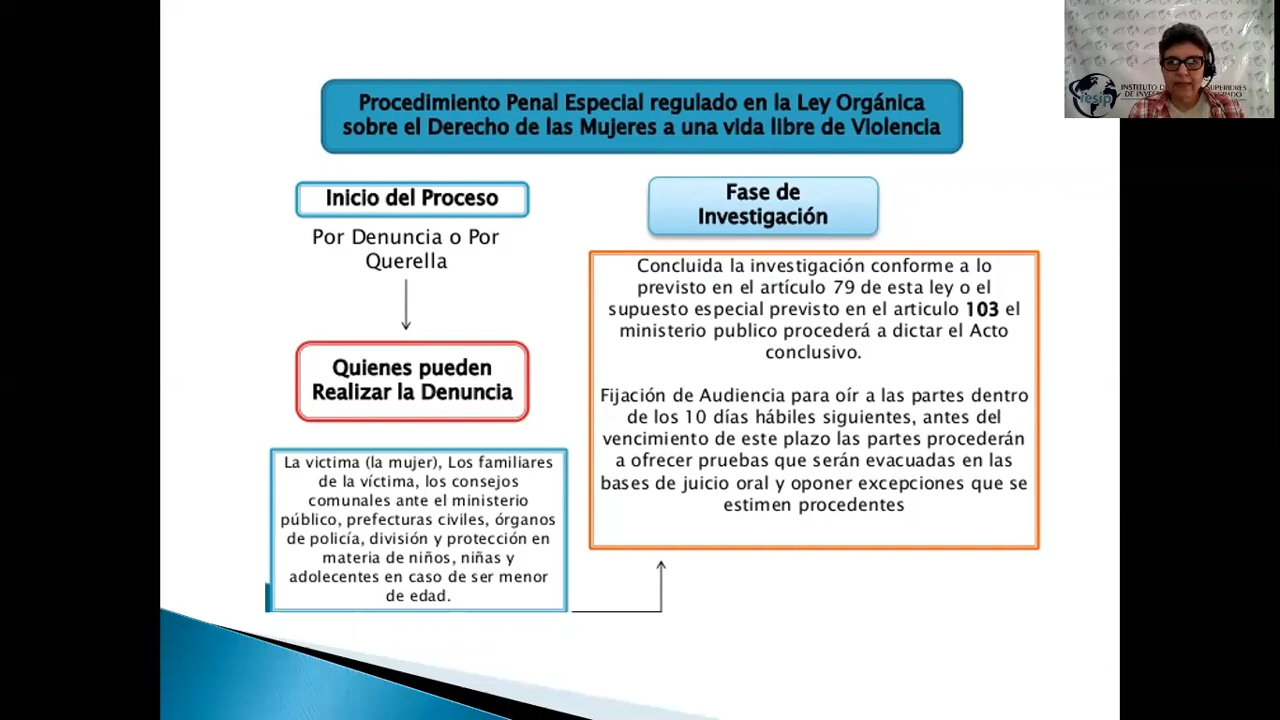 Procedimiento Penal Especial regulado en la Ley Orgánica
sobre el Derecho de las Mujeres a una vida libre de Violencia
Inicio del Proceso
Por Denuncia o Por
Querella
Quienes pueden
Realizar la Denuncia
La victima (la mujer), Los familiares
de la víctima, los consejos
comunales ante el ministerio
público, prefecturas civiles, órganos
de policía, división y protección en
materia de niños, niñas y
adolecentes en caso de ser menor
de edad.
Fase de
Investigación
Concluida la investigación conforme a lo
previsto en el artículo 79 de esta ley o el
supuesto especial previsto en el articulo 103 el
ministerio publico procederá a dictar el Acto
conclusivo.
Fijación de Audiencia para oír a las partes dentro
de los 10 días hábiles siguientes, antes del
vencimiento de este plazo las partes procederán
a ofrecer pruebas que serán evacuadas en las
bases de juicio oral y oponer excepciones que se
estimen procedentes
iesip
INSTITUTO SUPERIORES